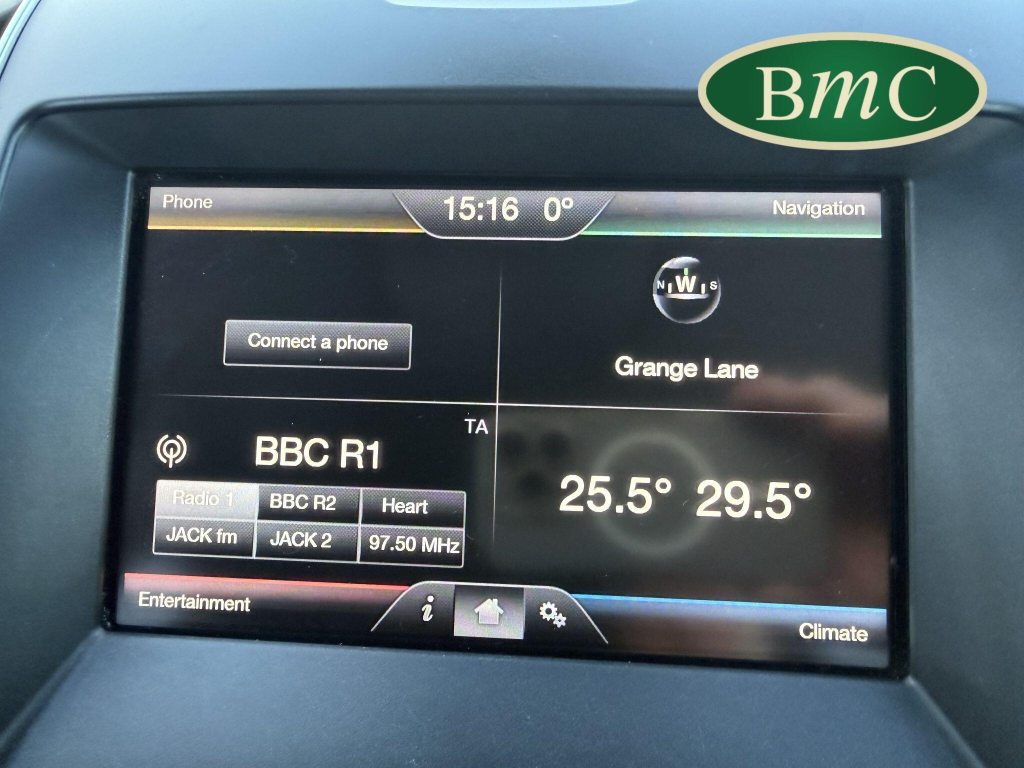 BmC
Phone
15:16 0°
Navigation
N W S
Connect a phone
Grange Lane
TA
BBC R1
25.5° 29.5°
Radio 1 BBC R2 Heart
JACK fm JACK 2 97.50 MHz
Entertainment
i
Climate